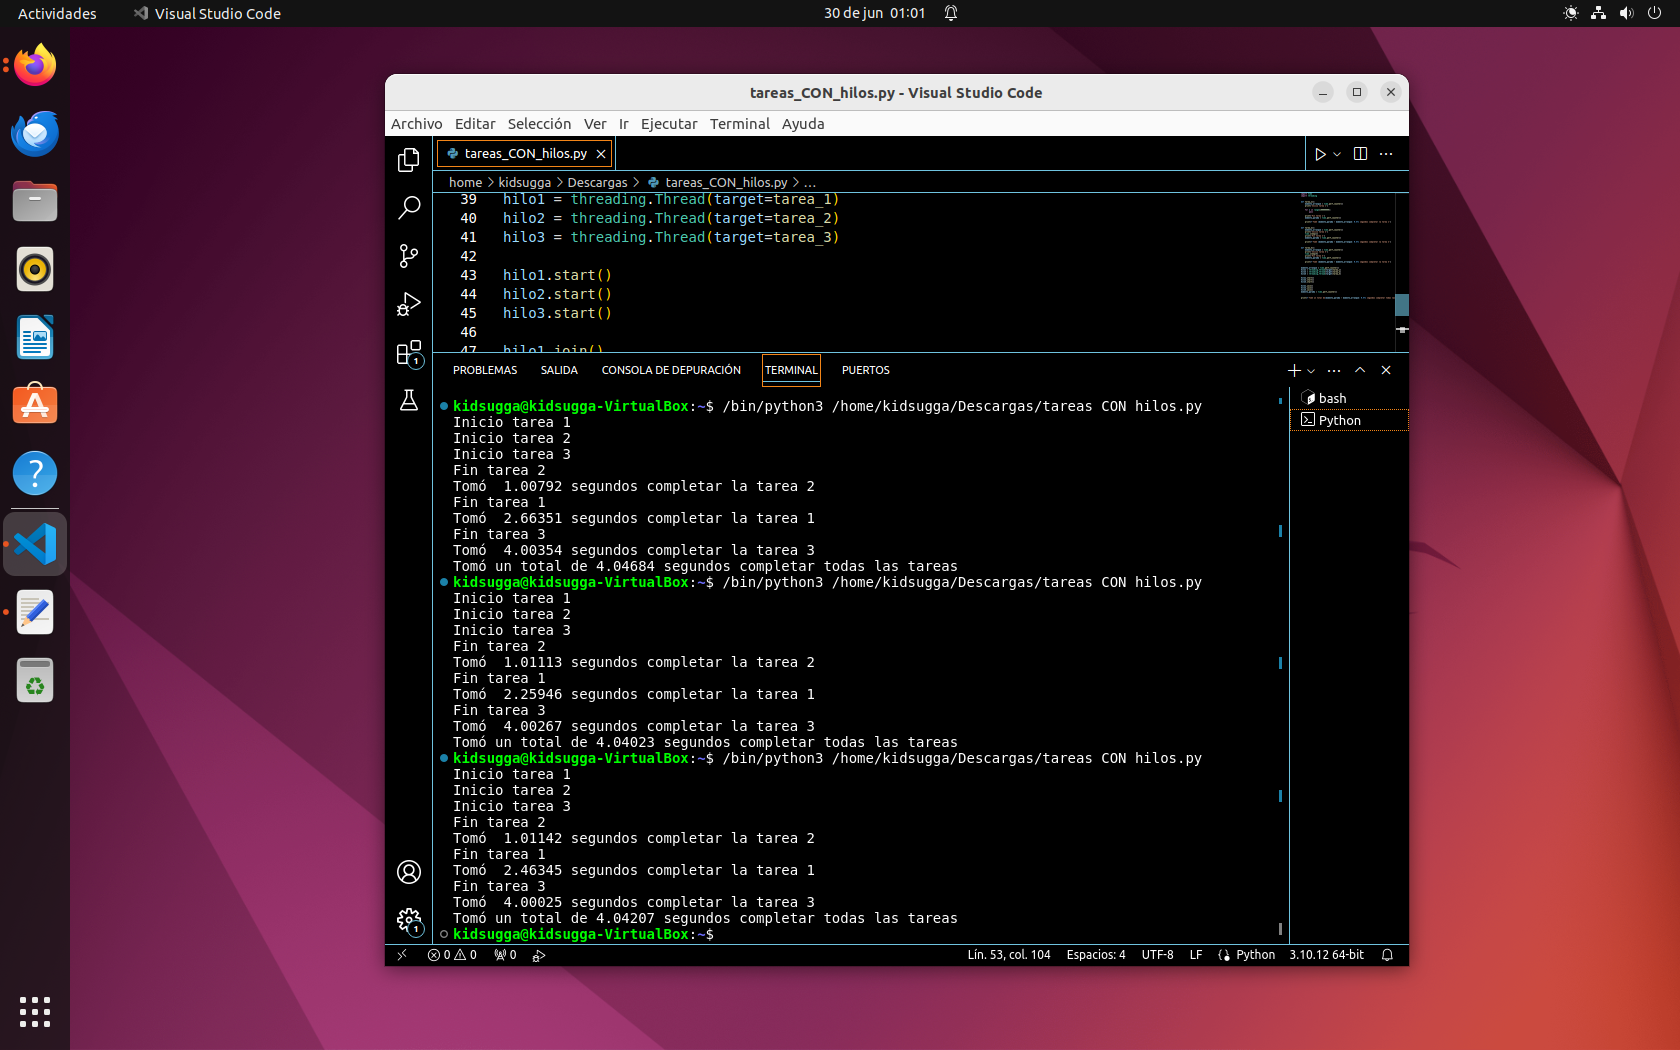 Actividades
Visual Studio Code
30 de jun 01:01
tareas_CON_hilos.py - Visual Studio Code
Archivo Editar Selección Ver Ir Ejecutar Terminal Ayuda
tareas_CON_hilos.py
home > kidsugga > Descargas > tareas_CON_hilos.py > ...
39 hilo1 = threading.Thread(target=tarea_1)
40 hilo2 = threading.Thread(target=tarea_2)
41 hilo3 = threading.Thread(target=tarea_3)
42
43 hilo1.start()
44 hilo2.start()
45 hilo3.start()
46
47 hilo1.join()
PROBLEMAS SALIDA CONSOLA DE DEPURACIÓN TERMINAL PUERTOS
bash
Python
kidsugga@kidsugga-VirtualBox:~$ /bin/python3 /home/kidsugga/Descargas/tareas CON hilos.py
Inicio tarea 1
Inicio tarea 2
Inicio tarea 3
Fin tarea 2
Tomó  1.00792 segundos completar la tarea 2
Fin tarea 1
Tomó  2.66351 segundos completar la tarea 1
Fin tarea 3
Tomó  4.00354 segundos completar la tarea 3
Tomó un total de 4.04684 segundos completar todas las tareas
kidsugga@kidsugga-VirtualBox:~$ /bin/python3 /home/kidsugga/Descargas/tareas CON hilos.py
Inicio tarea 1
Inicio tarea 2
Inicio tarea 3
Fin tarea 2
Tomó  1.01113 segundos completar la tarea 2
Fin tarea 1
Tomó  2.25946 segundos completar la tarea 1
Fin tarea 3
Tomó  4.00267 segundos completar la tarea 3
Tomó un total de 4.04023 segundos completar todas las tareas
kidsugga@kidsugga-VirtualBox:~$ /bin/python3 /home/kidsugga/Descargas/tareas CON hilos.py
Inicio tarea 1
Inicio tarea 2
Inicio tarea 3
Fin tarea 2
Tomó  1.01142 segundos completar la tarea 2
Fin tarea 1
Tomó  2.46345 segundos completar la tarea 1
Fin tarea 3
Tomó  4.00025 segundos completar la tarea 3
Tomó un total de 4.04207 segundos completar todas las tareas
kidsugga@kidsugga-VirtualBox:~$
1
1
0 0 0 Lín. 53, col. 104 Espacios: 4 UTF-8 LF Python 3.10.12 64-bit